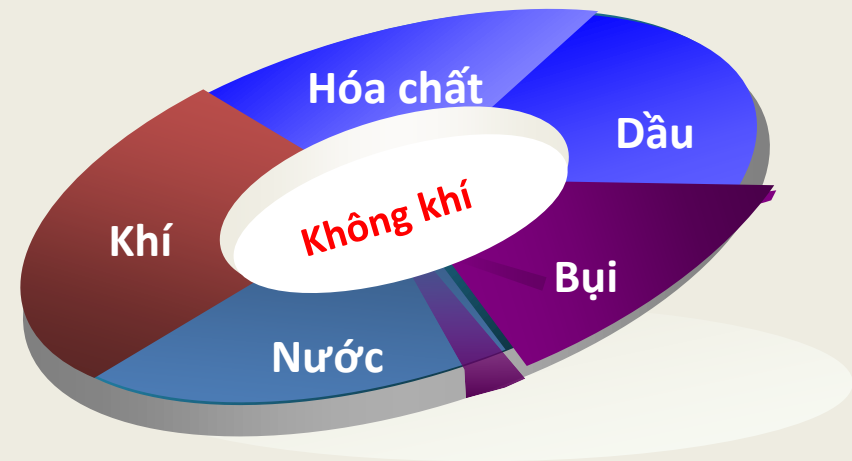 Hóa chất
Dầu
Khí
Không khí
Bụi
Nước